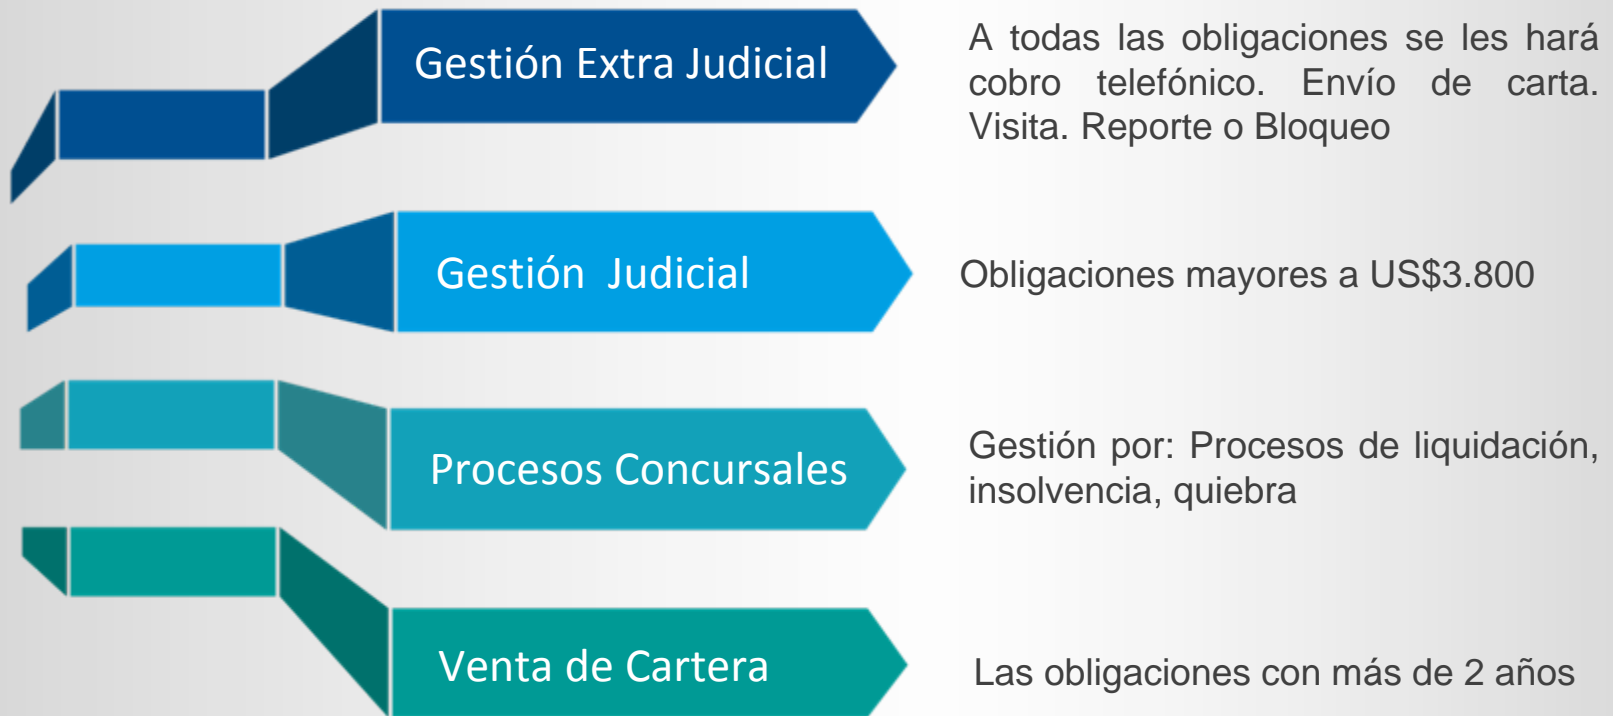 Gestión Extra Judicial
A todas las obligaciones se les hará
cobro telefónico. Envío de carta.
Visita. Reporte o Bloqueo
Gestión  Judicial
Obligaciones mayores a US$3.800
Procesos Concursales
Gestión por: Procesos de liquidación,
insolvencia, quiebra
Venta de Cartera
Las obligaciones con más de 2 años